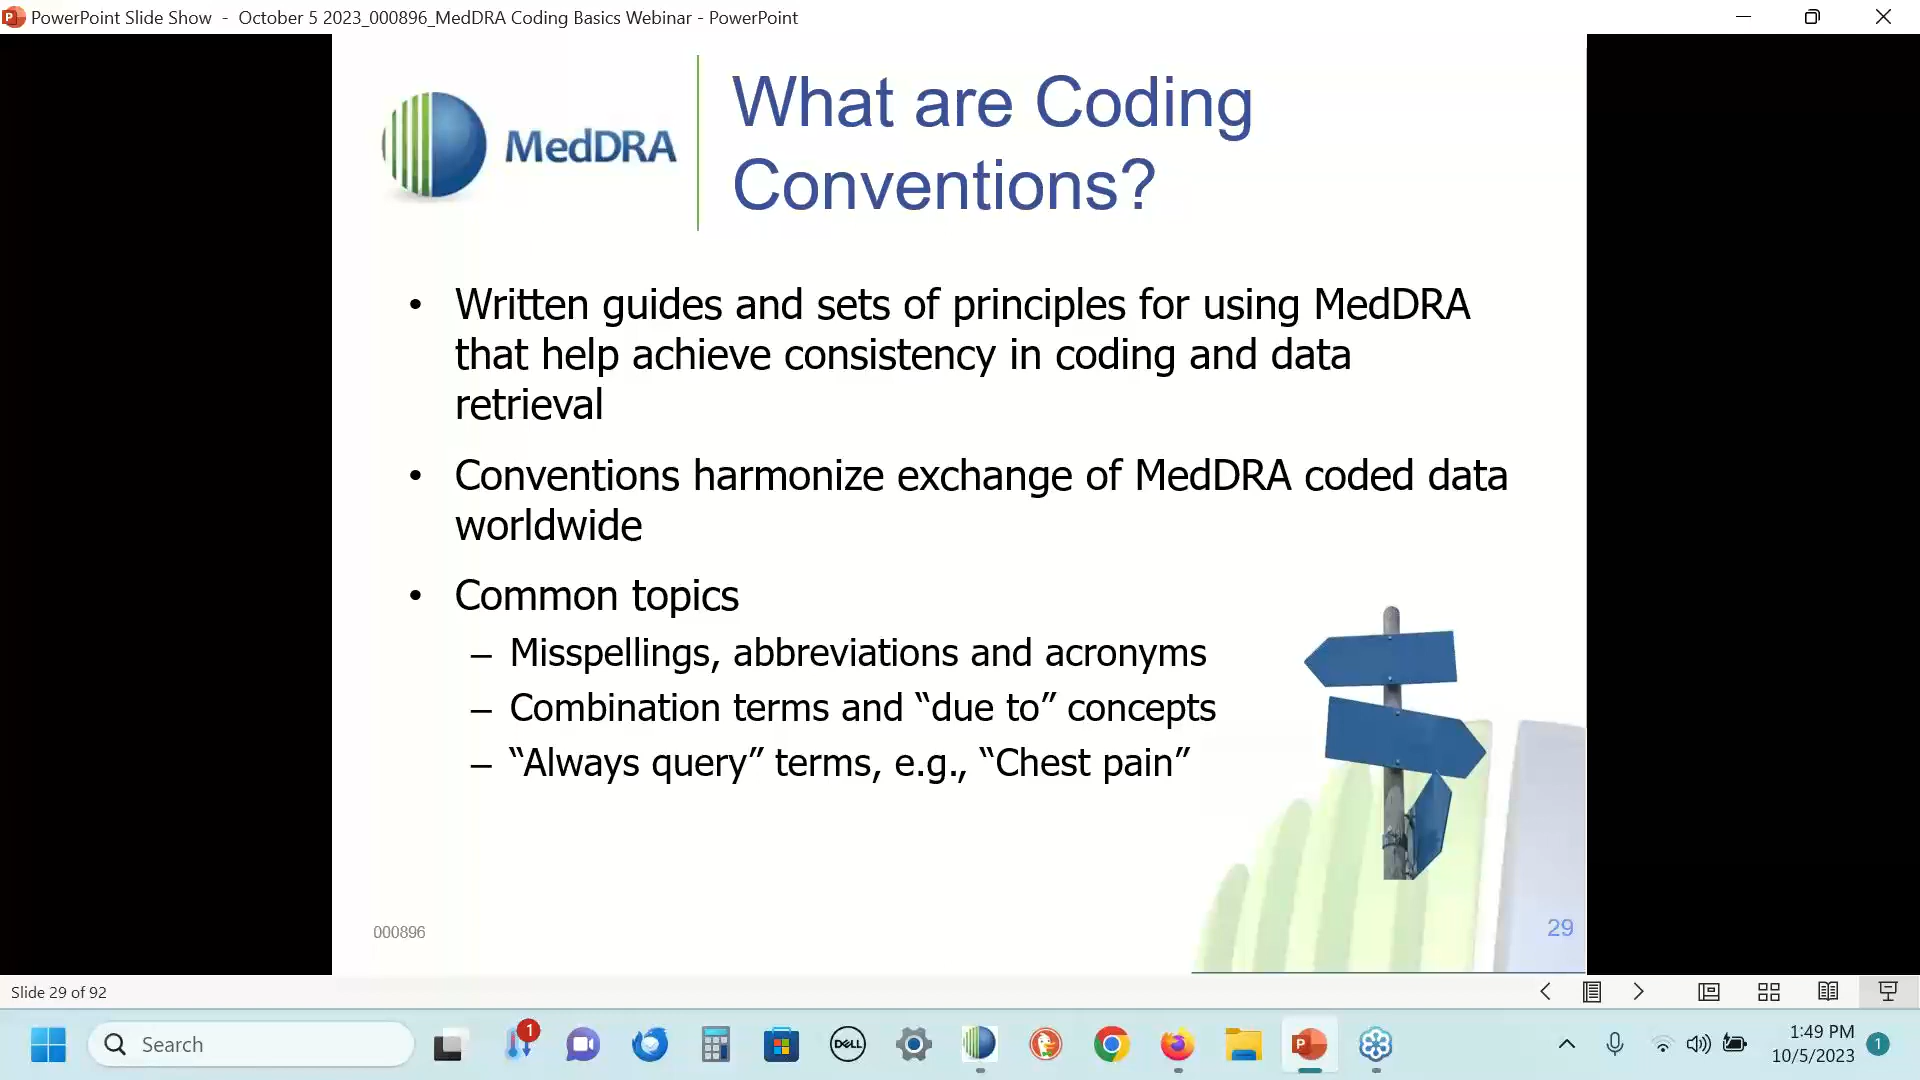 PowerPoint Slide Show - October 5 2023_000896_MedDRA Coding Basics Webinar - PowerPoint
MedDRA
What are Coding
Conventions?
• Written guides and sets of principles for using MedDRA
that help achieve consistency in coding and data
retrieval
• Conventions harmonize exchange of MedDRA coded data
worldwide
• Common topics
– Misspellings, abbreviations and acronyms
– Combination terms and “due to” concepts
– “Always query” terms, e.g., “Chest pain”
000896
29
Slide 29 of 92
Search
1
DELL
1:49 PM
10/5/2023
1